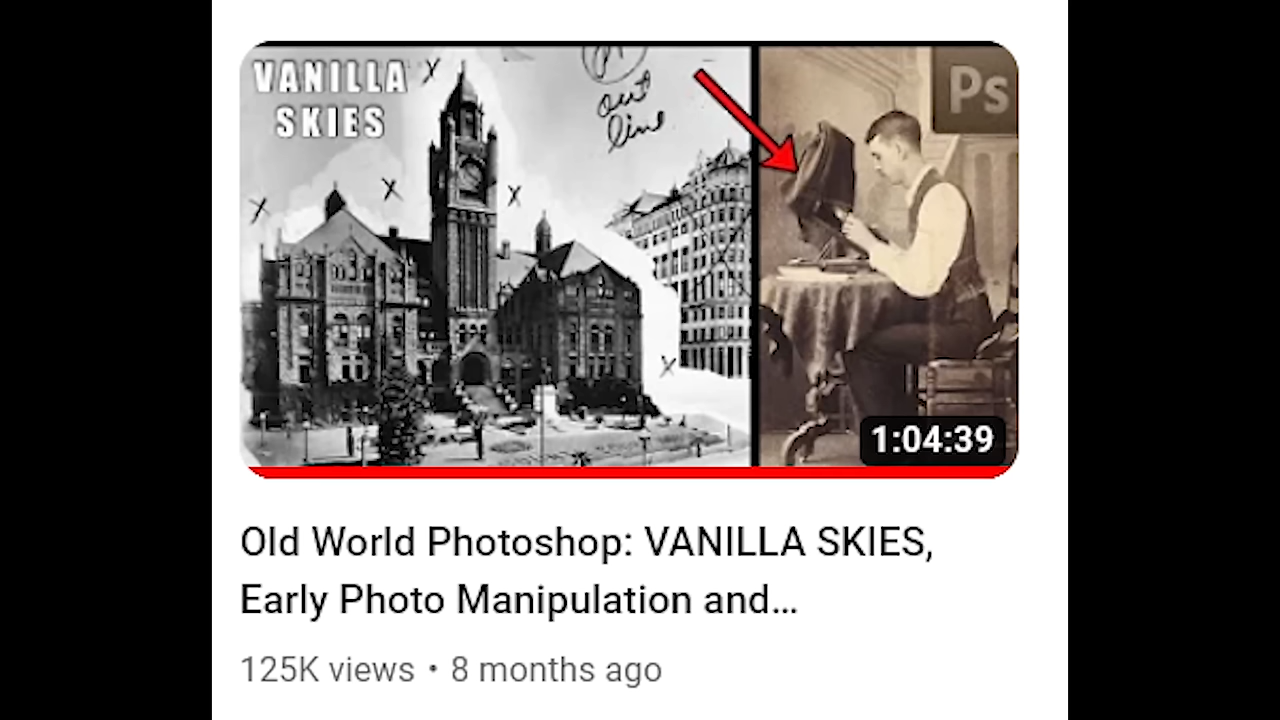 VANILLA
SKIES
out
line
Ps
1:04:39
Old World Photoshop: VANILLA SKIES,
Early Photo Manipulation and...
125K views • 8 months ago